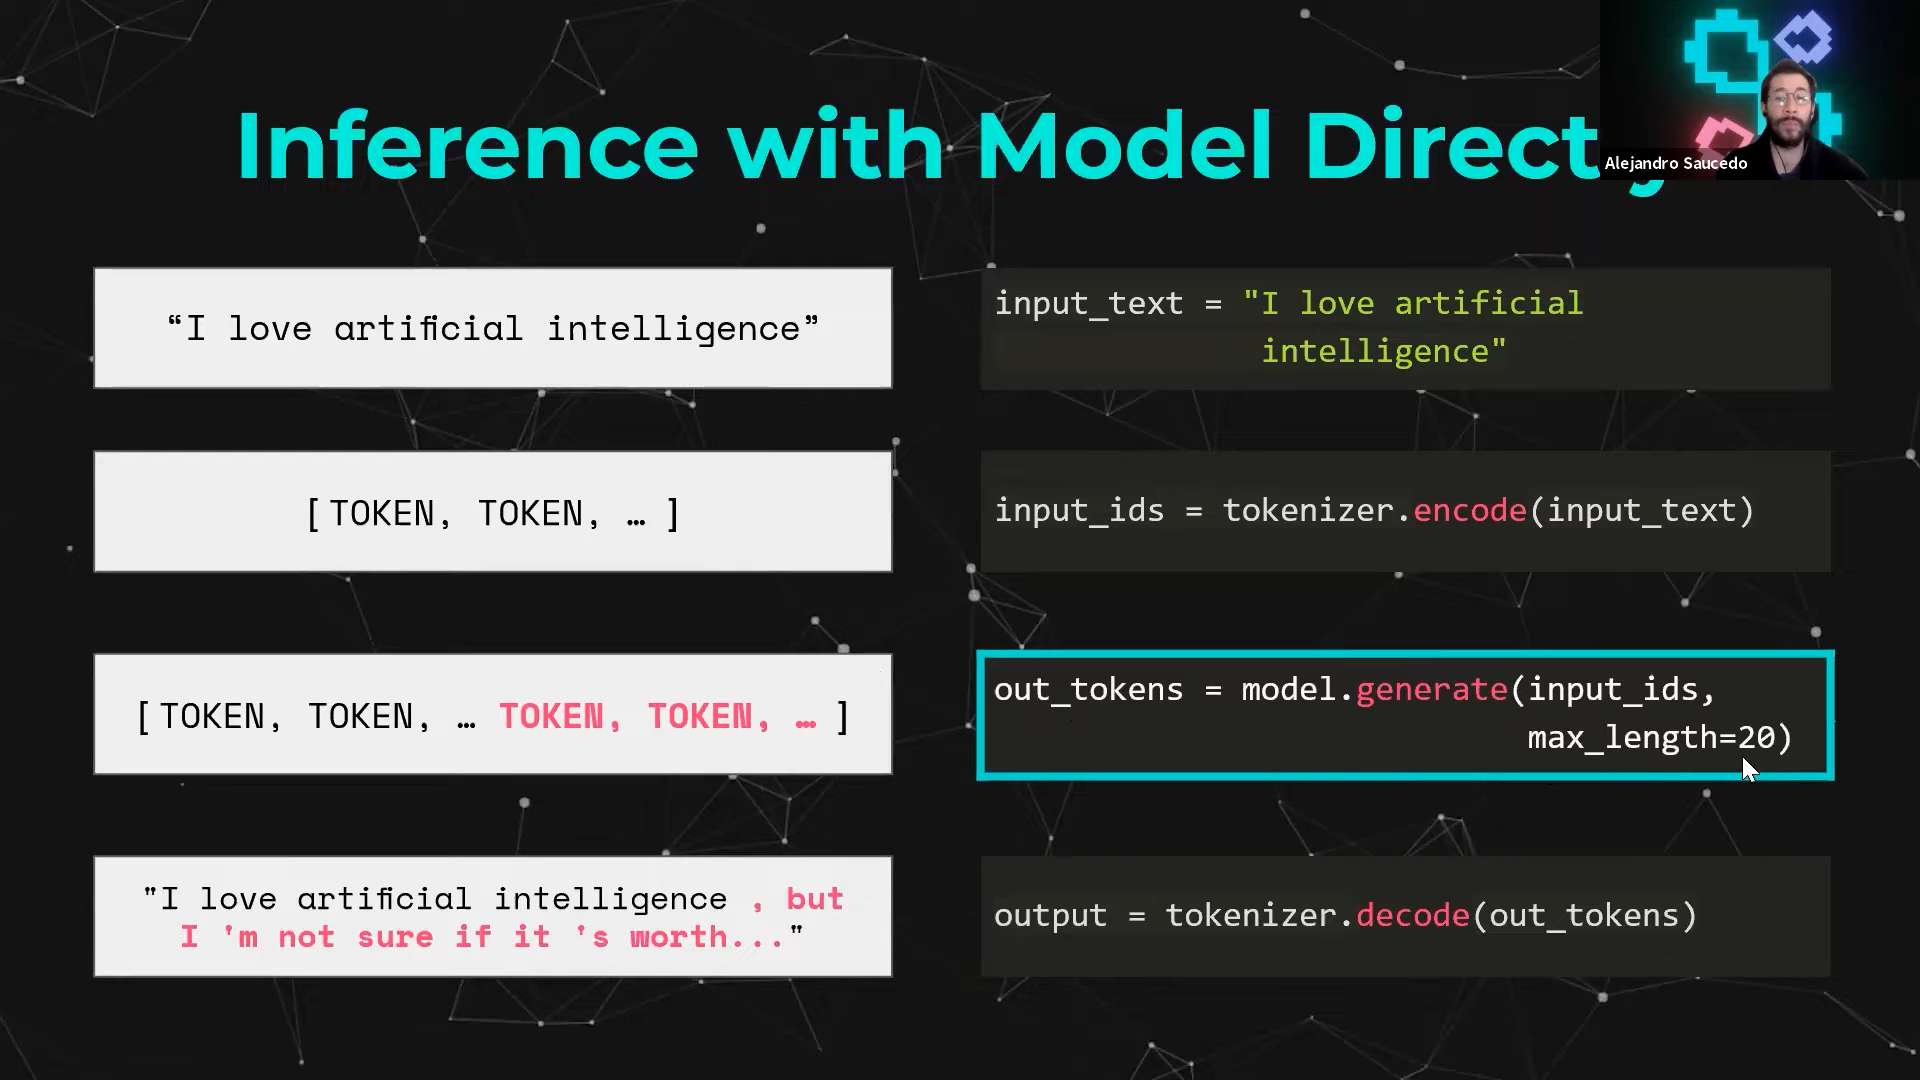 Inference with Model Direct
Alejandro Saucedo
“I love artificial intelligence”
input_text = "I love artificial
intelligence"
[TOKEN, TOKEN, … ]
input_ids = tokenizer.encode(input_text)
[TOKEN, TOKEN, … TOKEN, TOKEN, … ]
out_tokens = model.generate(input_ids,
max_length=20)
"I love artificial intelligence , but
I 'm not sure if it 's worth..."
output = tokenizer.decode(out_tokens)